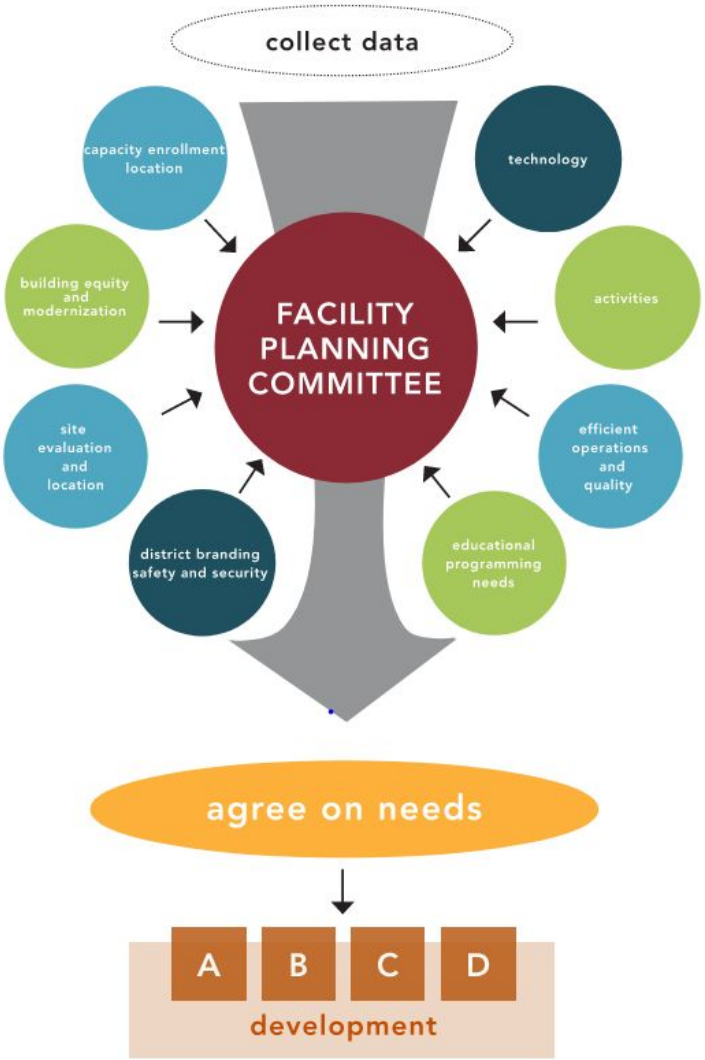 collect data
capacity enrollment
location
technology
building equity
and
modernization
activities
FACILITY
PLANNING
COMMITTEE
site
evaluation
and
location
efficient
operations
and
quality
district branding
safety and security
educational
programming
needs
agree on needs
A B C D
development